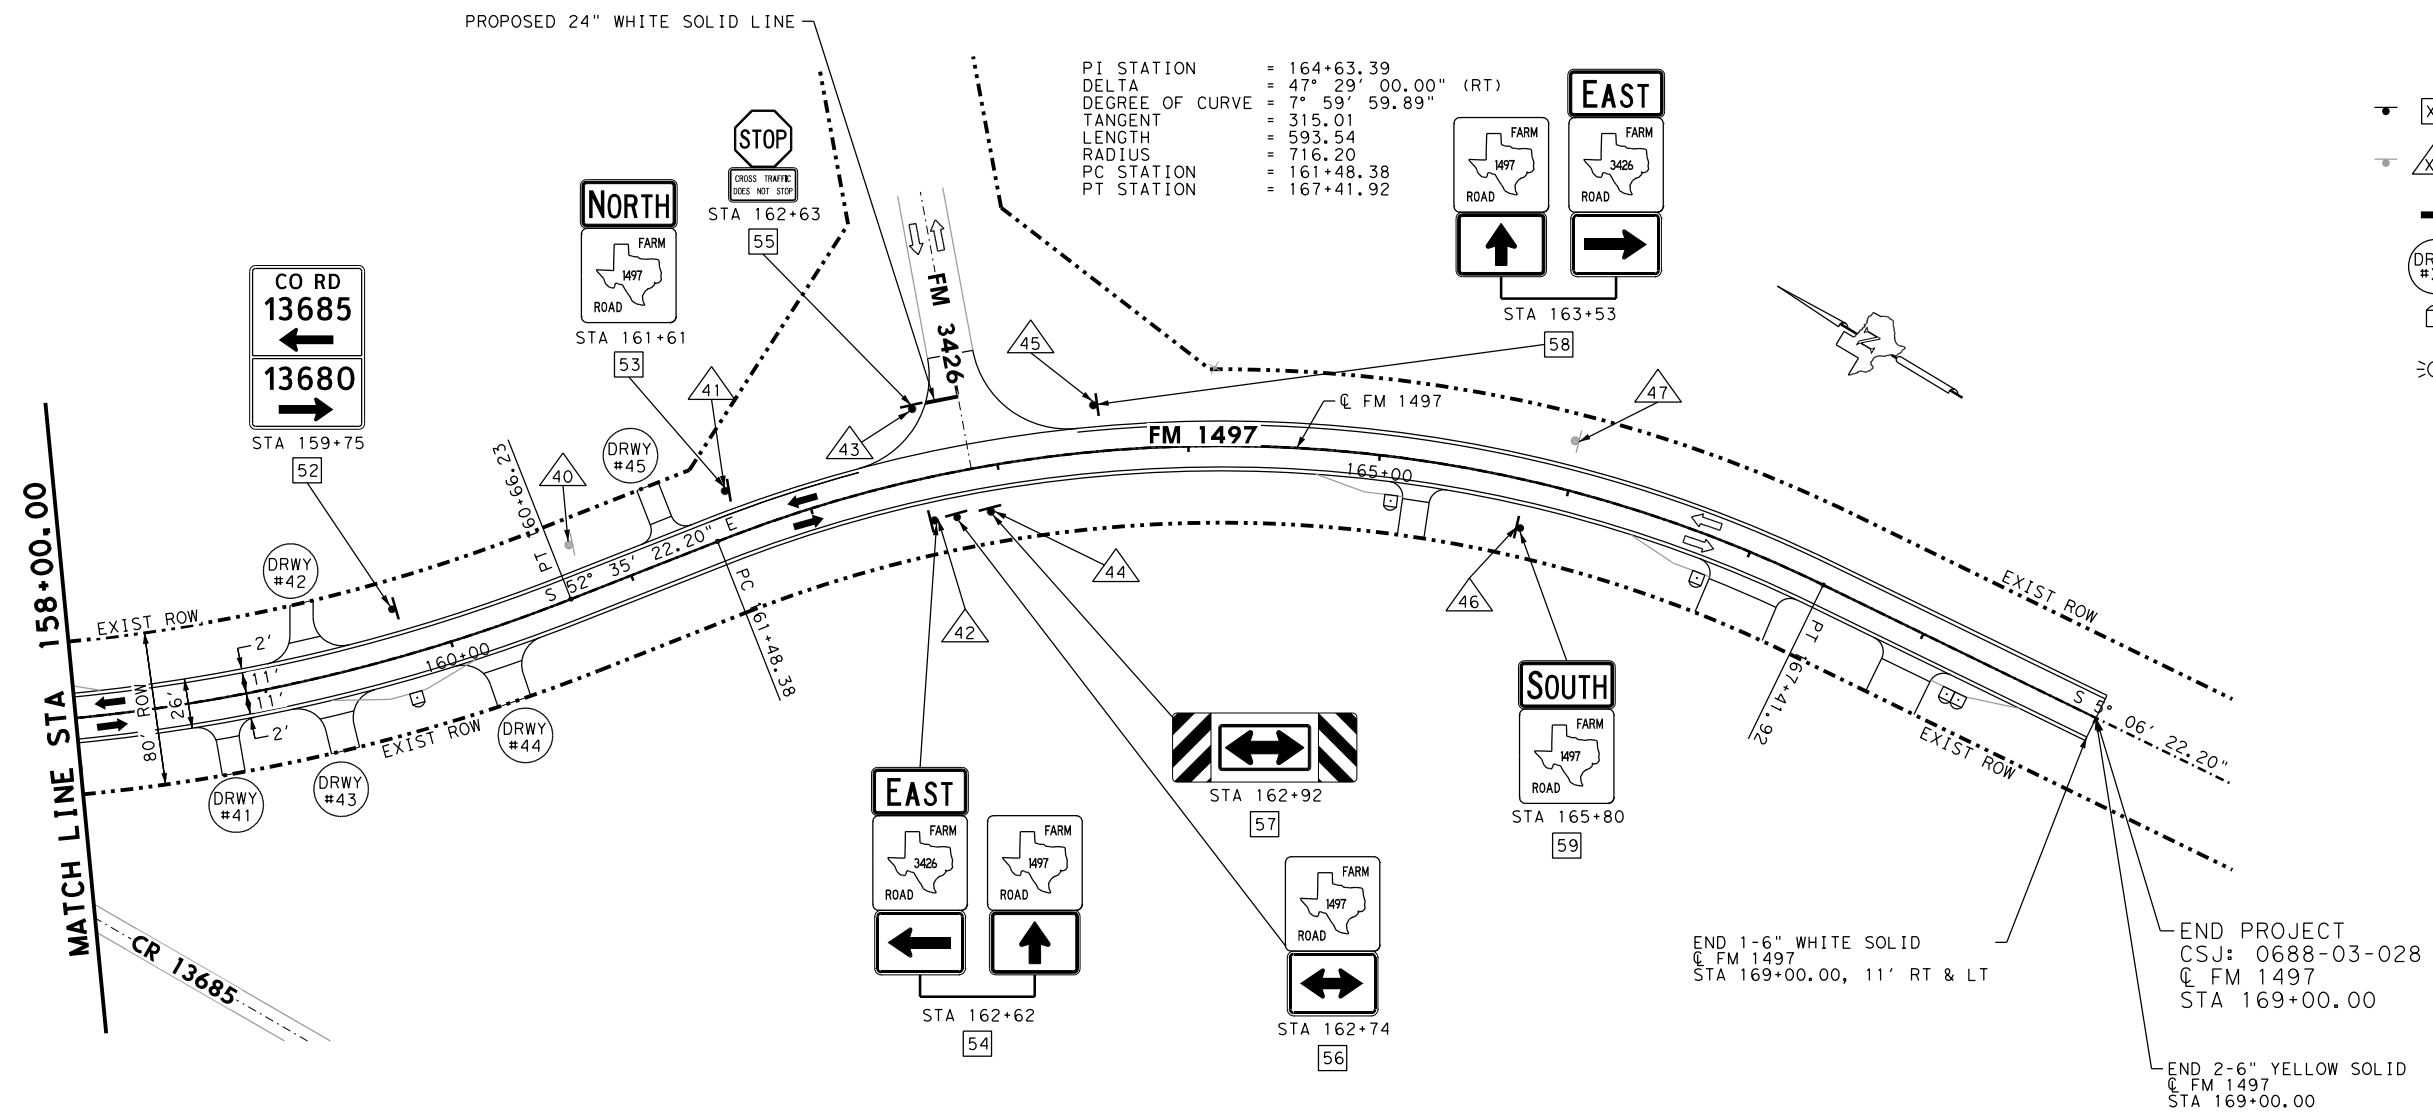 PROPOSED 24" WHITE SOLID LINE
PI STATION = 164+63.39
DELTA = 47° 29' 00.00" (RT)
DEGREE OF CURVE = 7° 59' 59.89"
TANGENT = 315.01
LENGTH = 593.54
RADIUS = 716.20
PC STATION = 161+48.38
PT STATION = 167+41.92
EAST
FARM
1497
ROAD
FARM
3426
ROAD
STA 163+53
58
STOP
CROSS TRAFFIC
DOES NOT STOP
STA 162+63
55
NORTH
FARM
1497
ROAD
STA 161+61
53
CO RD
13685
13680
STA 159+75
52
FM 3426
45
41
43
47
40
℄ FM 1497
FM 1497
165+00
DRWY
#45
DRWY
#42
PT 160+66.23
S 52° 35' 22.20" E
PC 161+48.38
160+00
EXIST ROW
2'
11'
11'
2'
26'
80' ROW
EXIST ROW
MATCH LINE STA 158+00.00
DRWY
#41
DRWY
#43
DRWY
#44
CR 13685
44
42
46
EXIST ROW
PT 167+41.92
S 5° 06' 22.20"
EXIST ROW
SOUTH
FARM
1497
ROAD
STA 165+80
59
STA 162+92
57
EAST
FARM
3426
ROAD
FARM
1497
ROAD
STA 162+62
54
FARM
1497
ROAD
STA 162+74
56
END 1-6" WHITE SOLID
℄ FM 1497
STA 169+00.00, 11' RT & LT
END PROJECT
CSJ: 0688-03-028
℄ FM 1497
STA 169+00.00
END 2-6" YELLOW SOLID
℄ FM 1497
STA 169+00.00
N